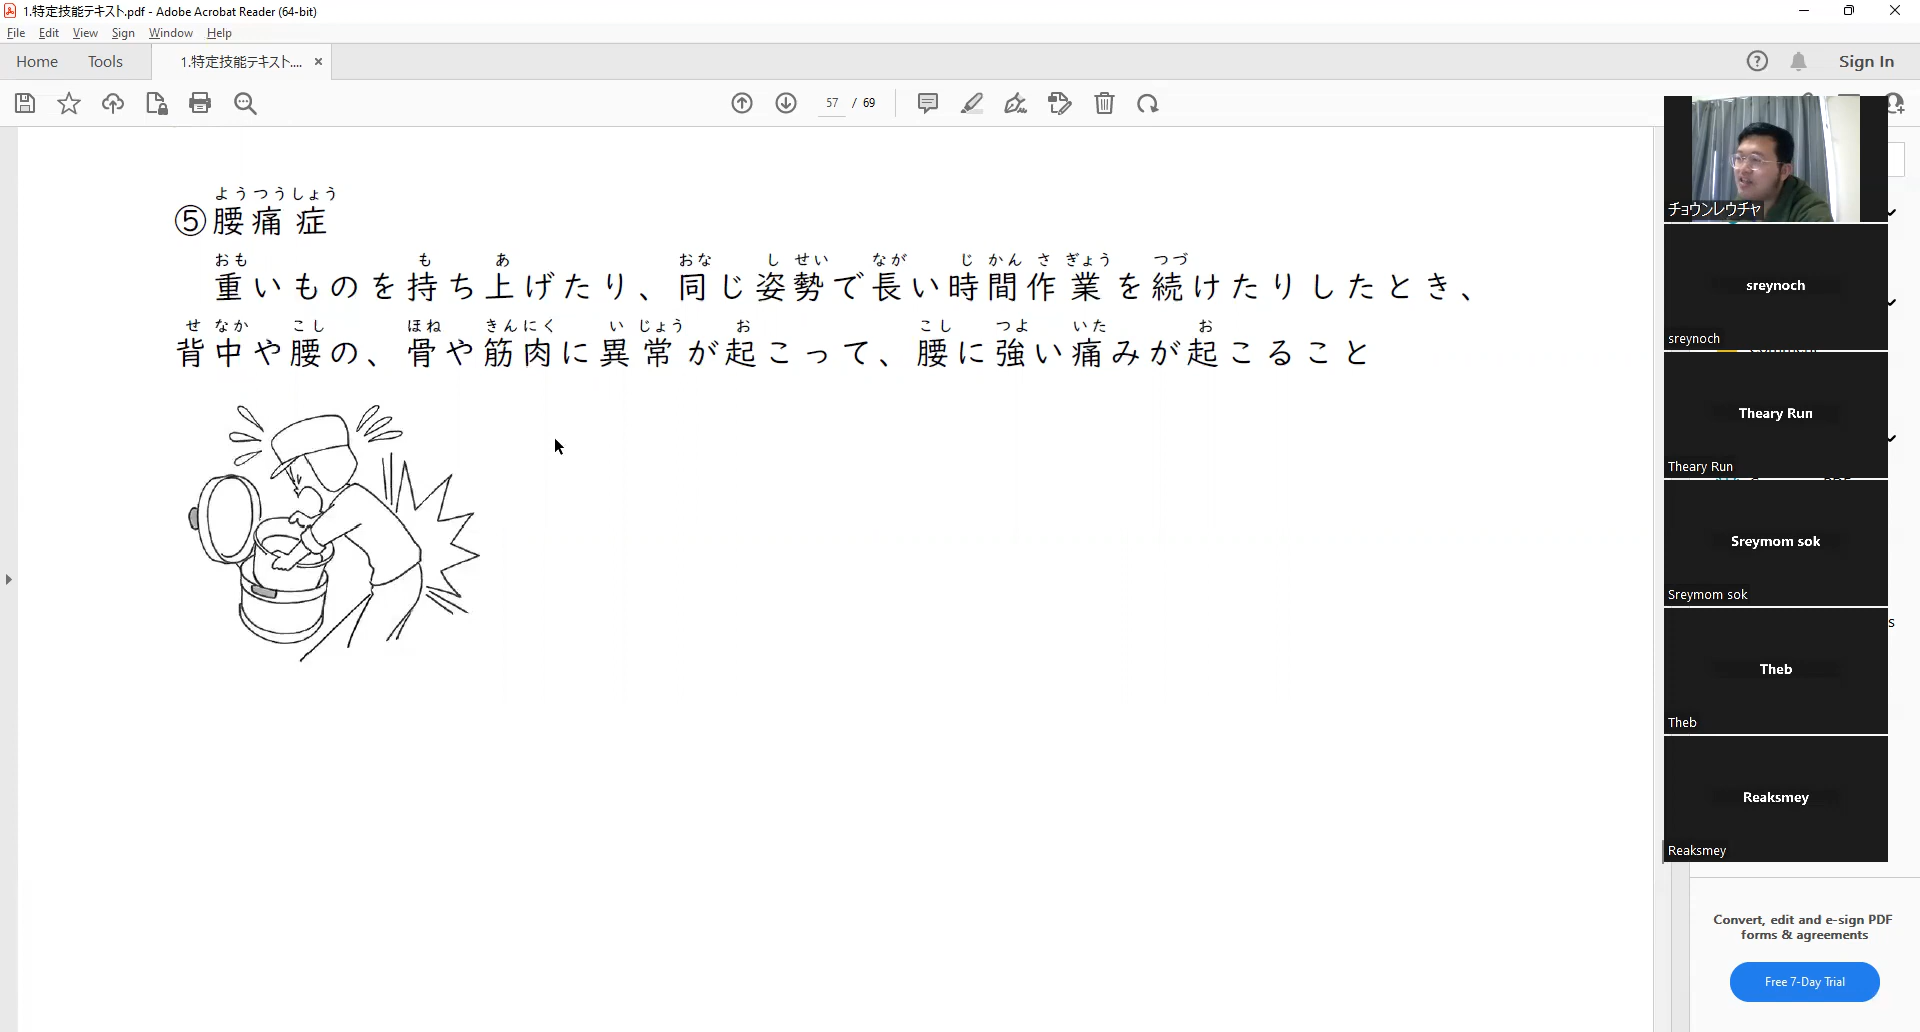 1.特定技能テキスト.pdf - Adobe Acrobat Reader (64-bit)
File Edit View Sign Window Help
Home Tools 1.特定技能テキスト.... × Sign In
57 / 69
ようつうしょう
⑤腰痛症
おも も あ おな し せい なが じ かん さ ぎょう つづ
重いものを持ち上げたり、同じ姿勢で長い時間作業を続けたりしたとき、
せ なか こし ほね きんにく い じょう お こし つよ いた お
背中や腰の、骨や筋肉に異常が起こって、腰に強い痛みが起こること
チョウンレウチャ
sreynoch
sreynoch
Theary Run
Theary Run
Sreymom sok
Sreymom sok
Theb
Theb
Reaksmey
Reaksmey
Convert, edit and e-sign PDF
forms & agreements
Free 7-Day Trial